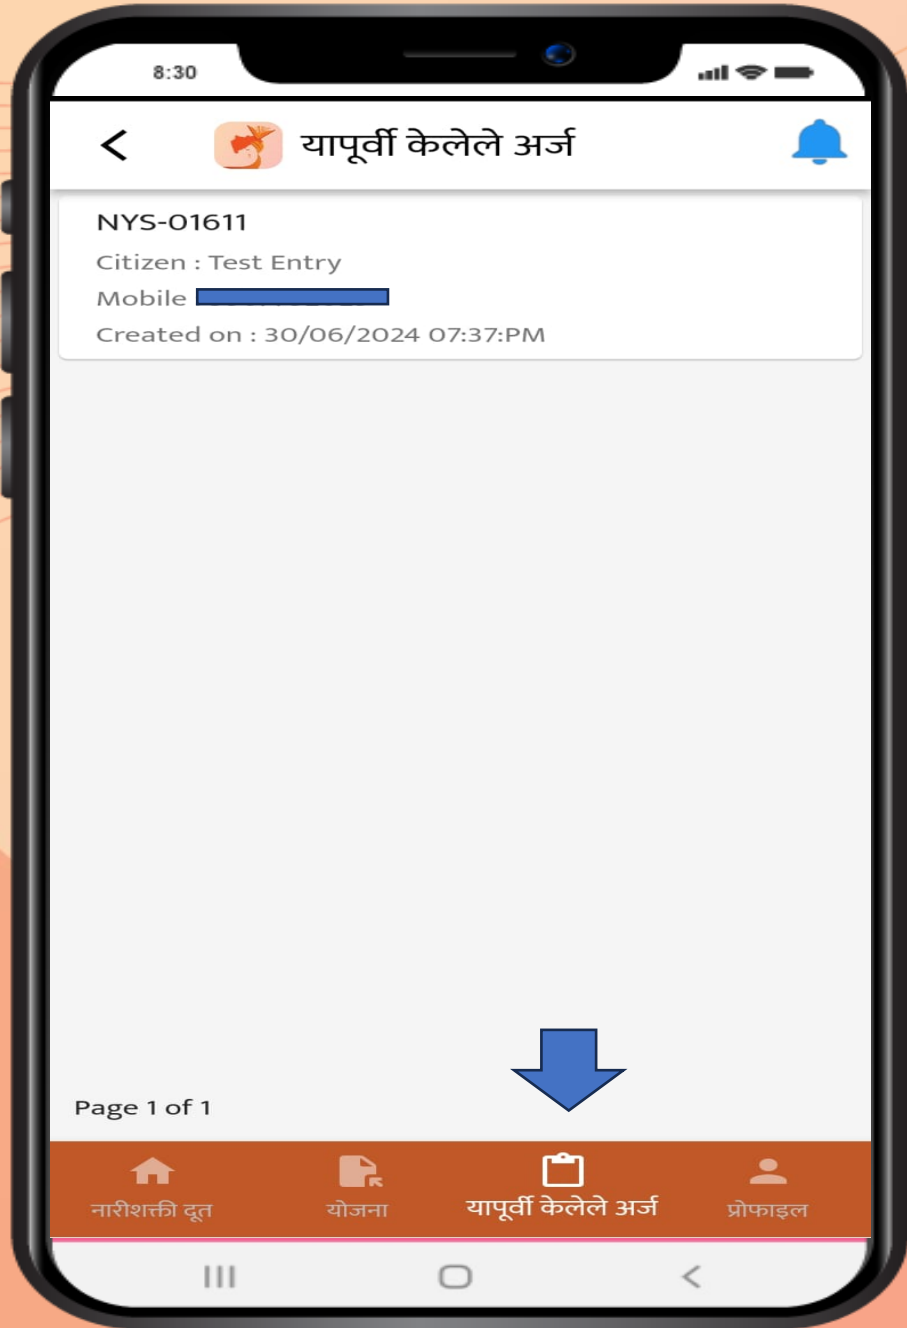 8:30
यापूर्वी केलेले अर्ज
NYS-01611
Citizen : Test Entry
Mobile
Created on : 30/06/2024 07:37:PM
Page 1 of 1
नारीशक्ती दूत
योजना
यापूर्वी केलेले अर्ज
प्रोफाइल